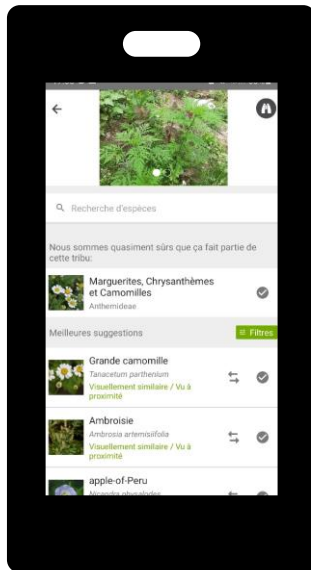 Recherche d'espèces
Nous sommes quasiment sûrs que ça fait partie de
cette tribu:
Marguerites, Chrysanthèmes
et Camomilles
Anthemideae
Meilleures suggestions
Filtres
Grande camomille
Tanacetum parthenium
Visuellement similaire / Vu à
proximité
Ambroisie
Ambrosia artemisiifolia
Visuellement similaire / Vu à
proximité
apple-of-Peru
Nicandra physalodes